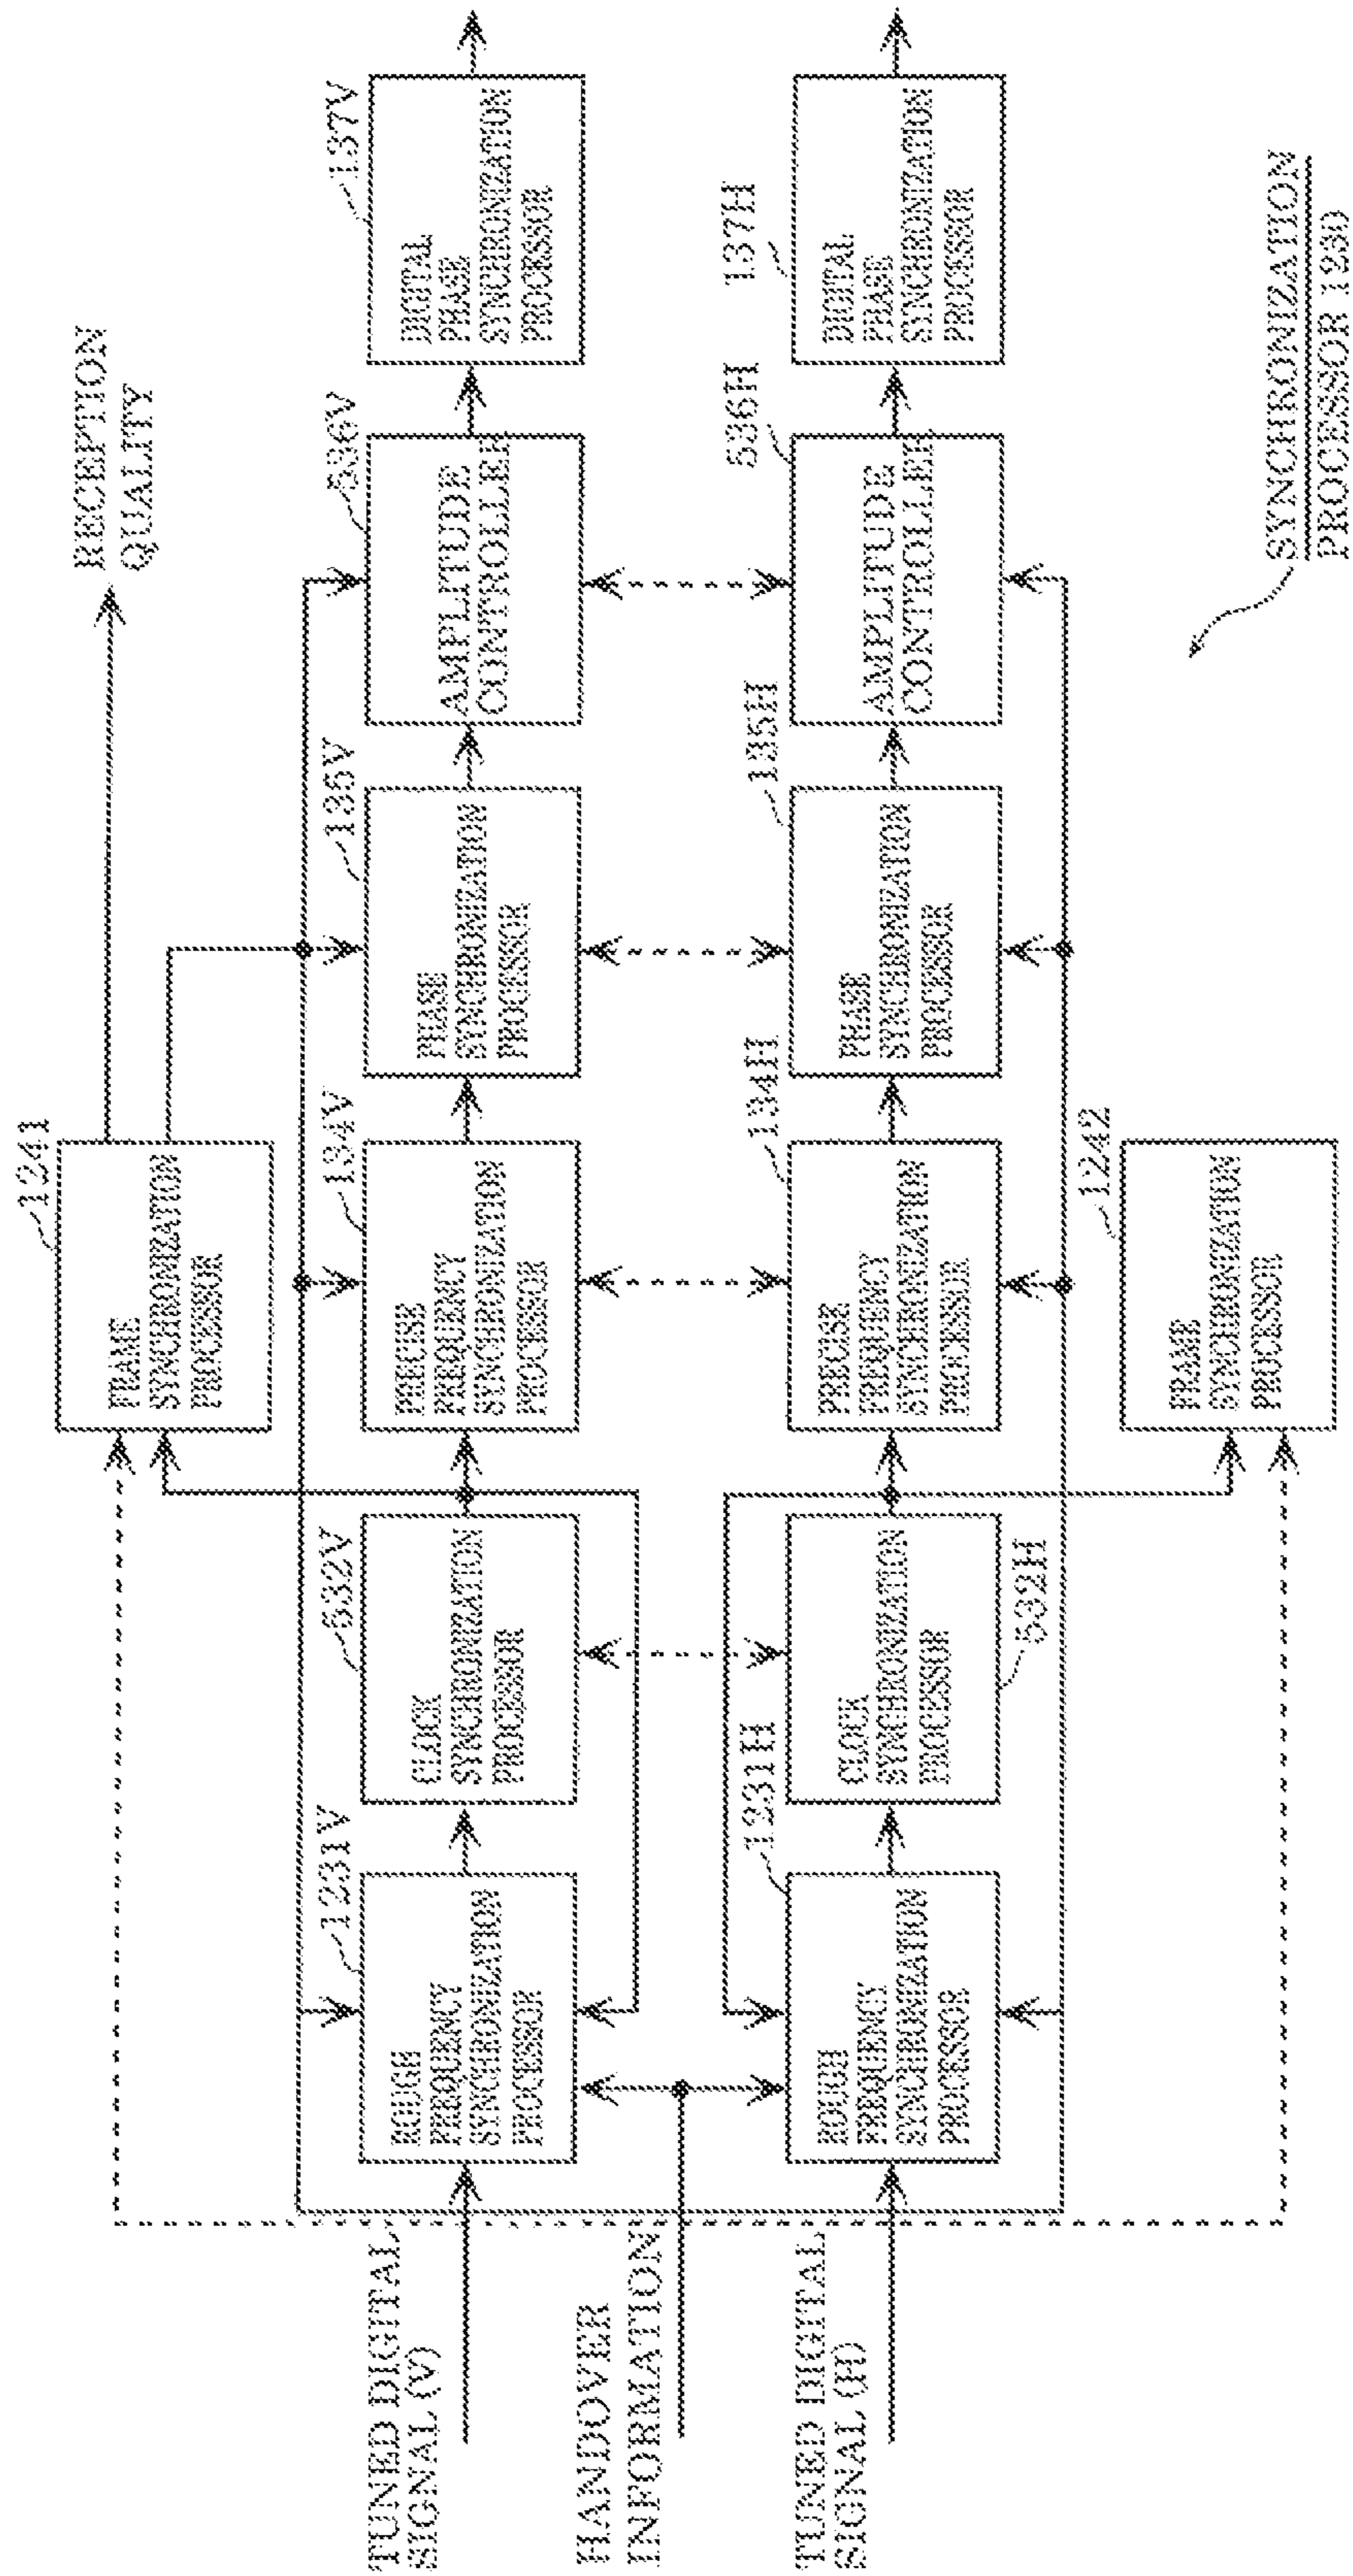 RECEPTION
QUALITY
1241
FRAME
SYNCHRONIZATION
PROCESSOR
1231V
532V
134V
135V
536V
137V
TUNED DIGITAL
SIGNAL (V)
ROUGH
FREQUENCY
SYNCHRONIZATION
PROCESSOR
CLOCK
SYNCHRONIZATION
PROCESSOR
PRECISE
FREQUENCY
SYNCHRONIZATION
PROCESSOR
PHASE
SYNCHRONIZATION
PROCESSOR
AMPLITUDE
CONTROLLER
DIGITAL
PHASE
SYNCHRONIZATION
PROCESSOR
HANDOVER
INFORMATION
1231H
134H
135H
536H
137H
TUNED DIGITAL
SIGNAL (H)
ROUGH
FREQUENCY
SYNCHRONIZATION
PROCESSOR
CLOCK
SYNCHRONIZATION
PROCESSOR
PRECISE
FREQUENCY
SYNCHRONIZATION
PROCESSOR
PHASE
SYNCHRONIZATION
PROCESSOR
AMPLITUDE
CONTROLLER
DIGITAL
PHASE
SYNCHRONIZATION
PROCESSOR
532H
1242
FRAME
SYNCHRONIZATION
PROCESSOR
SYNCHRONIZATION
PROCESSOR 1230